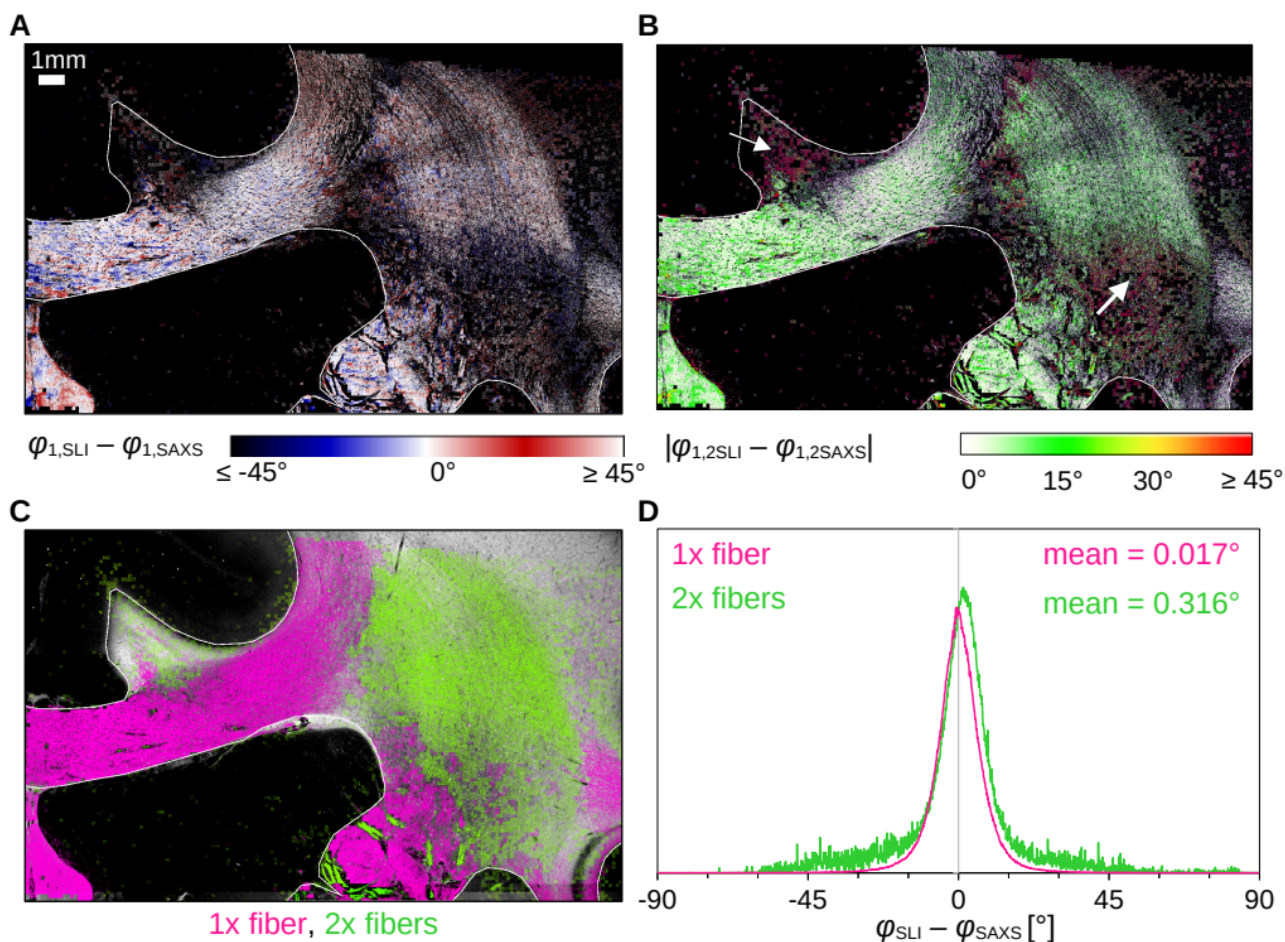 A
1mm
φ1,SLI – φ1,SAXS
≤ -45° 0° ≥ 45°
B
|φ1,2SLI – φ1,2SAXS|
0° 15° 30° ≥ 45°
C
1x fiber, 2x fibers
D
1x fiber mean = 0.017°
2x fibers mean = 0.316°
-90 -45 0 45 90
φSLI – φSAXS [°]